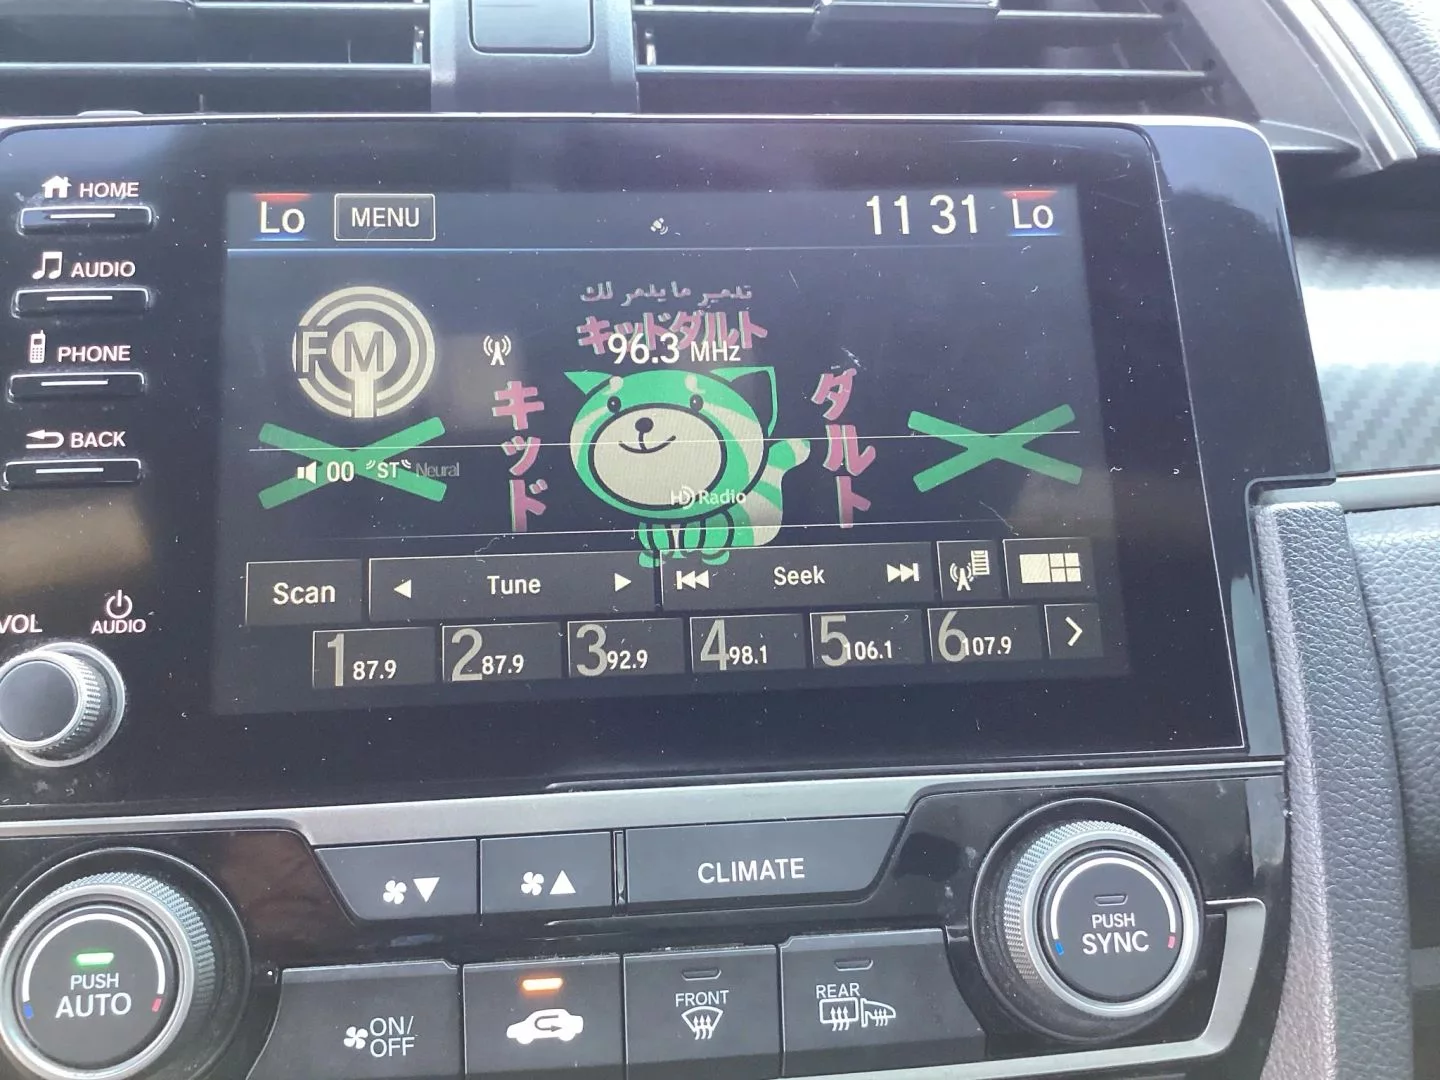 HOME
AUDIO
PHONE
BACK
VOL
AUDIO
Lo MENU 11 31 Lo
تدمير ما يدمر لك
キッドダルト
FM
96.3 MHz
キッド
ダルト
00 ST Neural
HD Radio
Scan Tune Seek
1 87.9 2 87.9 3 92.9 4 98.1 5 106.1 6 107.9
CLIMATE
PUSH AUTO
PUSH SYNC
ON/OFF
FRONT
REAR